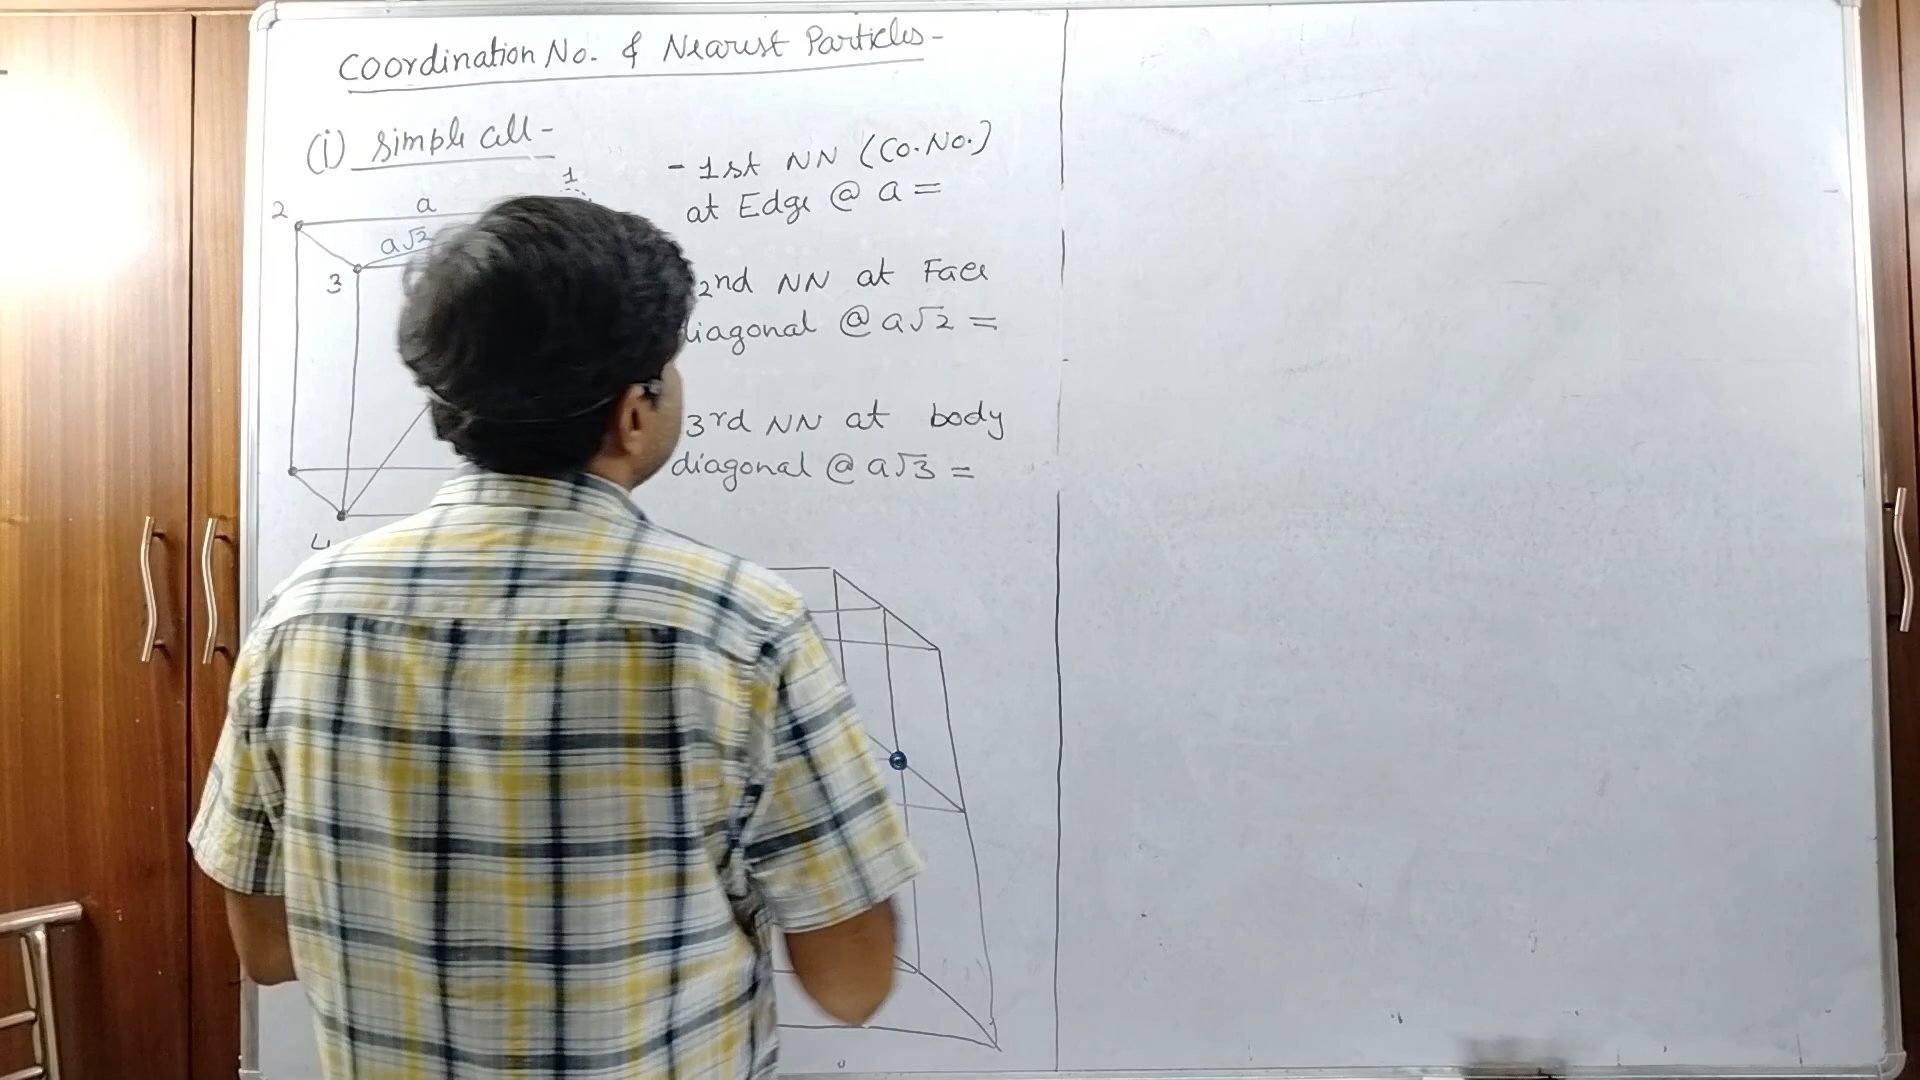 Coordination No. & Nearest Particles-
(i) simple cell -
1
2
a
a√2
3
4
- 1st NN (Co. No.)
at Edge @ a =
2nd NN at Face
diagonal @ a√2 =
3rd NN at body
diagonal @ a√3 =